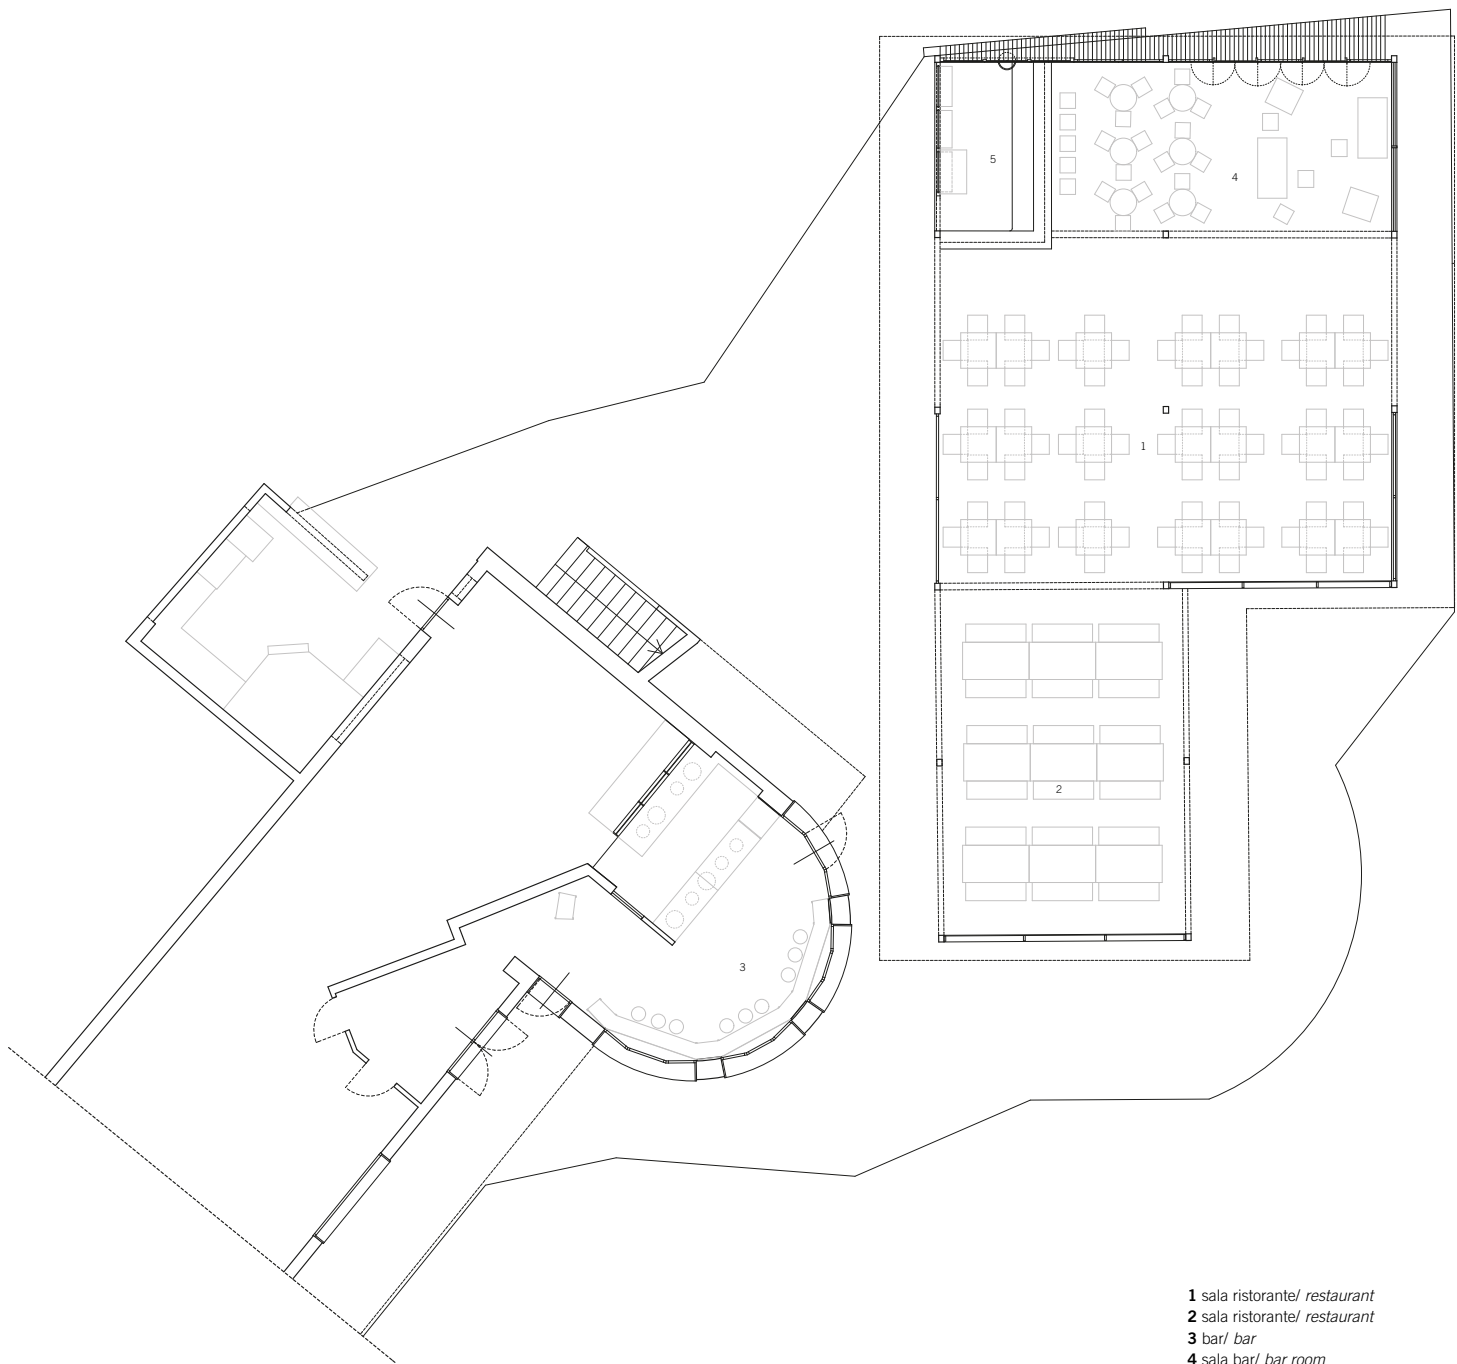 5
4
1
2
3
1 sala ristorante/ restaurant
2 sala ristorante/ restaurant
3 bar/ bar
4 sala bar/ bar room